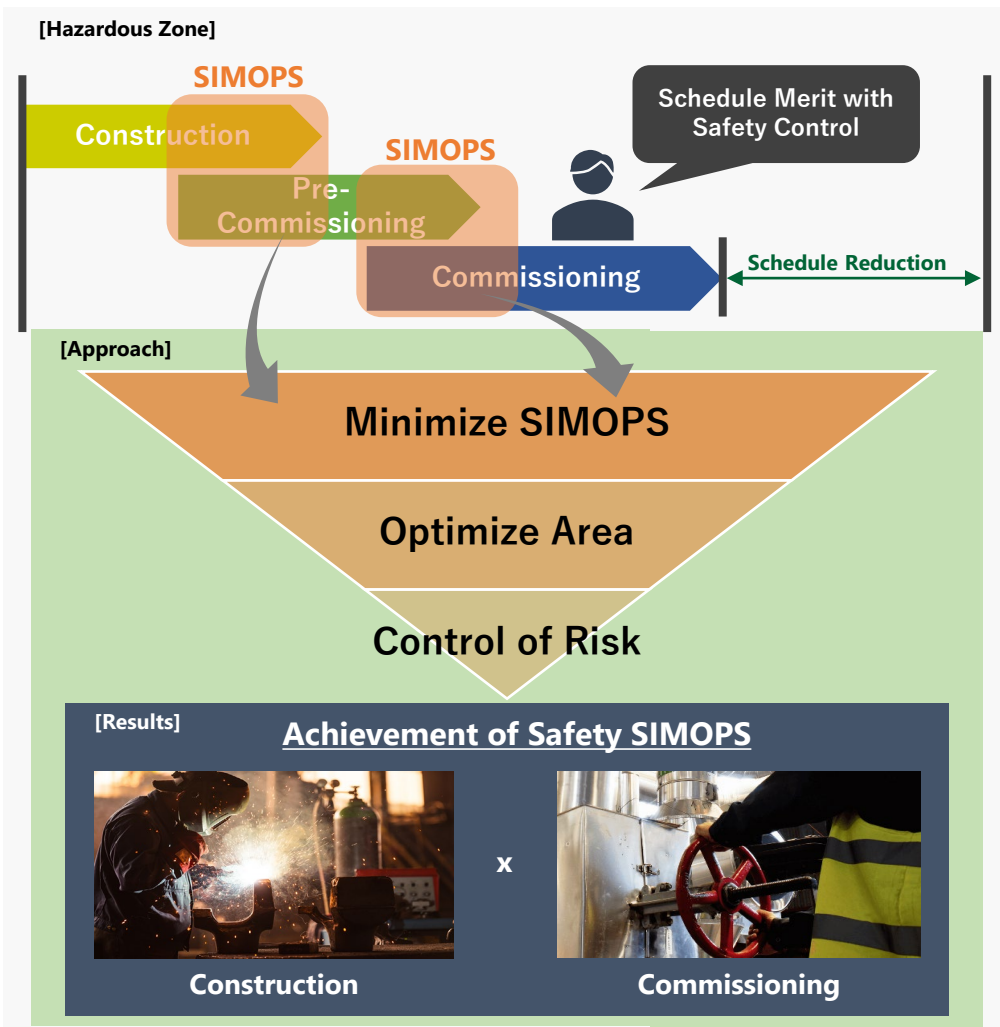 [Hazardous Zone]
SIMOPS
Construction
SIMOPS
Schedule Merit with
Safety Control
Pre-
Commissioning
Commissioning
Schedule Reduction
[Approach]
Minimize SIMOPS
Optimize Area
Control of Risk
[Results]
Achievement of Safety SIMOPS
x
Construction
Commissioning